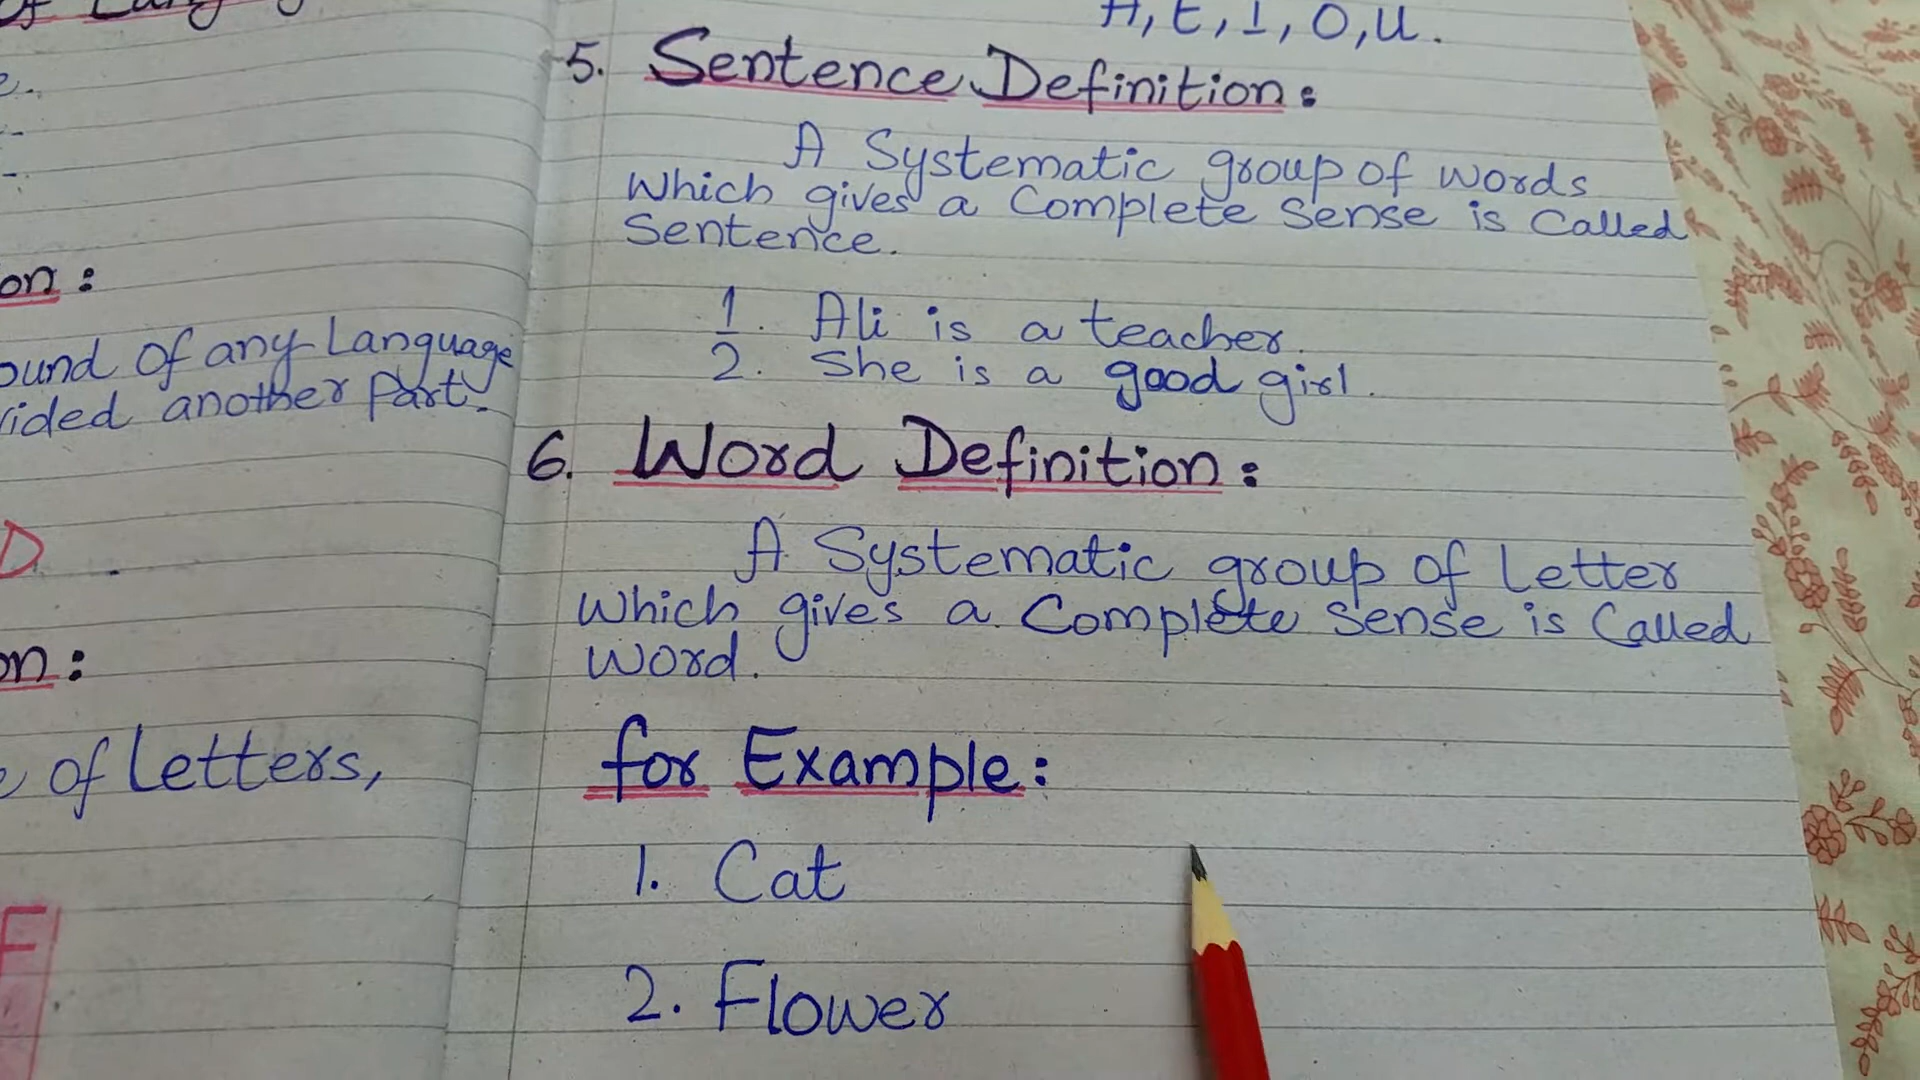 e.
on:
ound of any Language
vided another Part.
D
on:
of Letters,
F
A, E, I, O, U.
5. Sentence Definition:
A Systematic group of words
Which gives a Complete Sense is Called
Sentence.
1. Ali is a teacher.
2. She is a good girl.
6. Word Definition:
A Systematic group of Letter
Which gives a Complete Sense is Called
Word.
for Example:
1. Cat
2. Flower